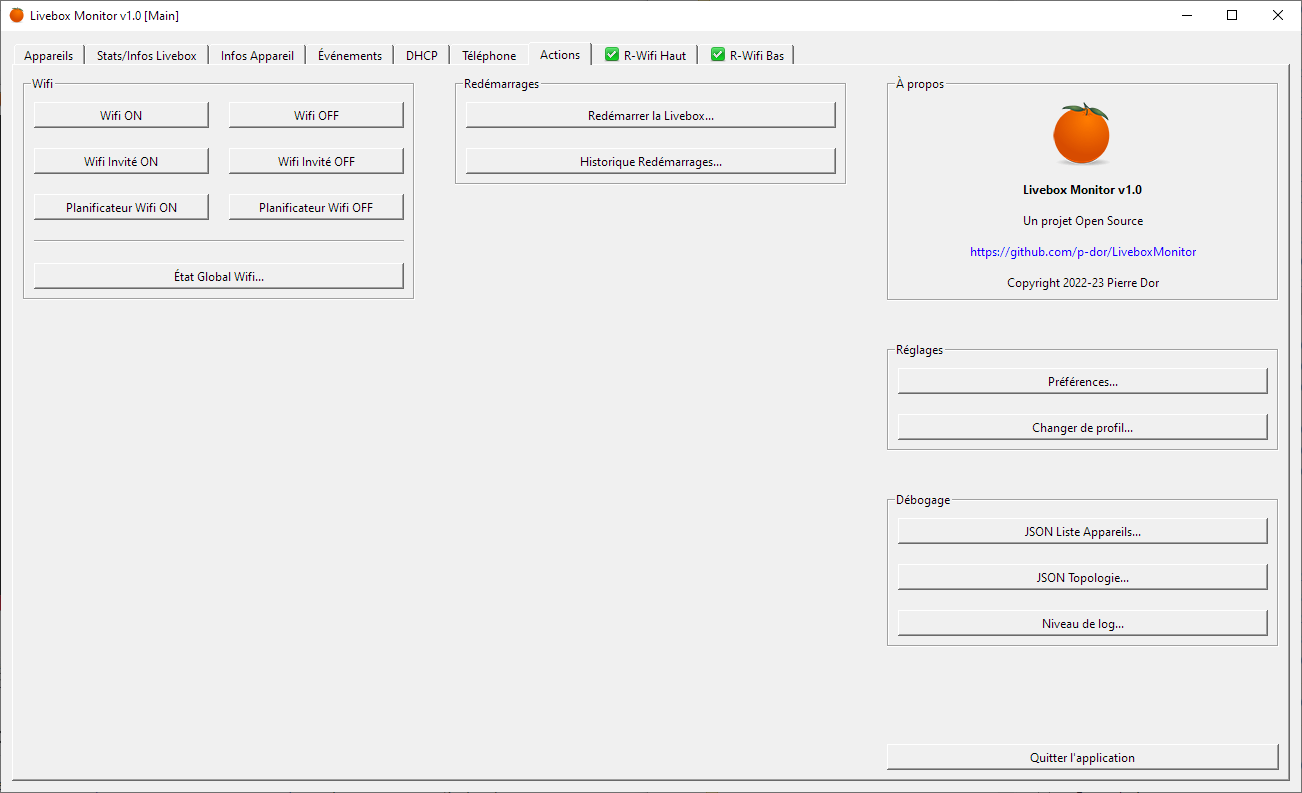 Livebox Monitor v1.0 [Main]
Appareils
Stats/Infos Livebox
Infos Appareil
Événements
DHCP
Téléphone
Actions
R-Wifi Haut
R-Wifi Bas
Wifi
Wifi ON
Wifi OFF
Wifi Invité ON
Wifi Invité OFF
Planificateur Wifi ON
Planificateur Wifi OFF
État Global Wifi...
Redémarrages
Redémarrer la Livebox...
Historique Redémarrages...
À propos
Livebox Monitor v1.0
Un projet Open Source
https://github.com/p-dor/LiveboxMonitor
Copyright 2022-23 Pierre Dor
Réglages
Préférences...
Changer de profil...
Débogage
JSON Liste Appareils...
JSON Topologie...
Niveau de log...
Quitter l'application